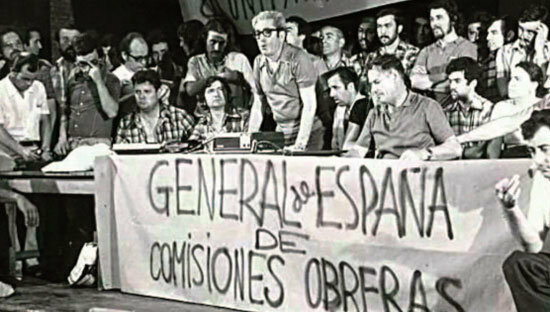 GENERAL de ESPAÑA
DE
COMISIONES OBRERAS